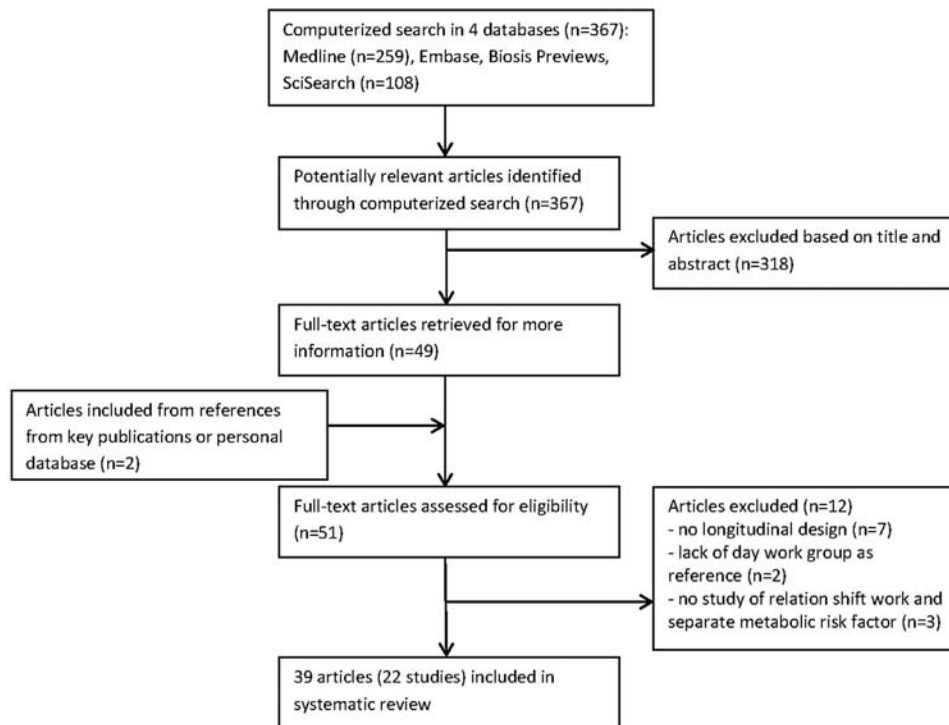 Computerized search in 4 databases (n=367):
Medline (n=259), Embase, Biosis Previews,
SciSearch (n=108)
Potentially relevant articles identified
through computerized search (n=367)
Articles excluded based on title and
abstract (n=318)
Full-text articles retrieved for more
information (n=49)
Articles included from references
from key publications or personal
database (n=2)
Full-text articles assessed for eligibility
(n=51)
Articles excluded (n=12)
- no longitudinal design (n=7)
- lack of day work group as
reference (n=2)
- no study of relation shift work and
separate metabolic risk factor (n=3)
39 articles (22 studies) included in
systematic review